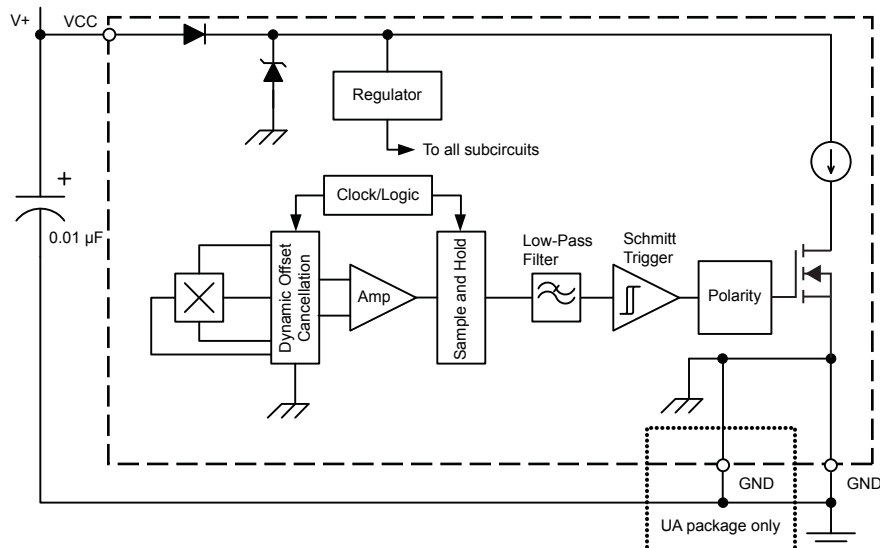 V+
VCC
Regulator
To all subcircuits
+
0.01 µF
Clock/Logic
Dynamic Offset
Cancellation
Amp
Sample and Hold
Low-Pass
Filter
Schmitt
Trigger
Polarity
GND
GND
UA package only